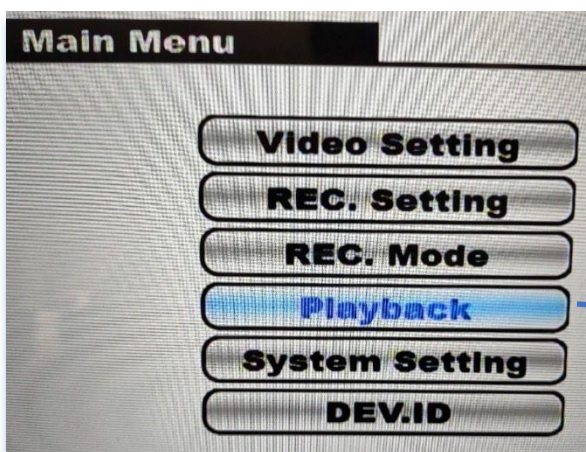 Main Menu
Video Setting
REC. Setting
REC. Mode
Playback
System Setting
DEV.ID